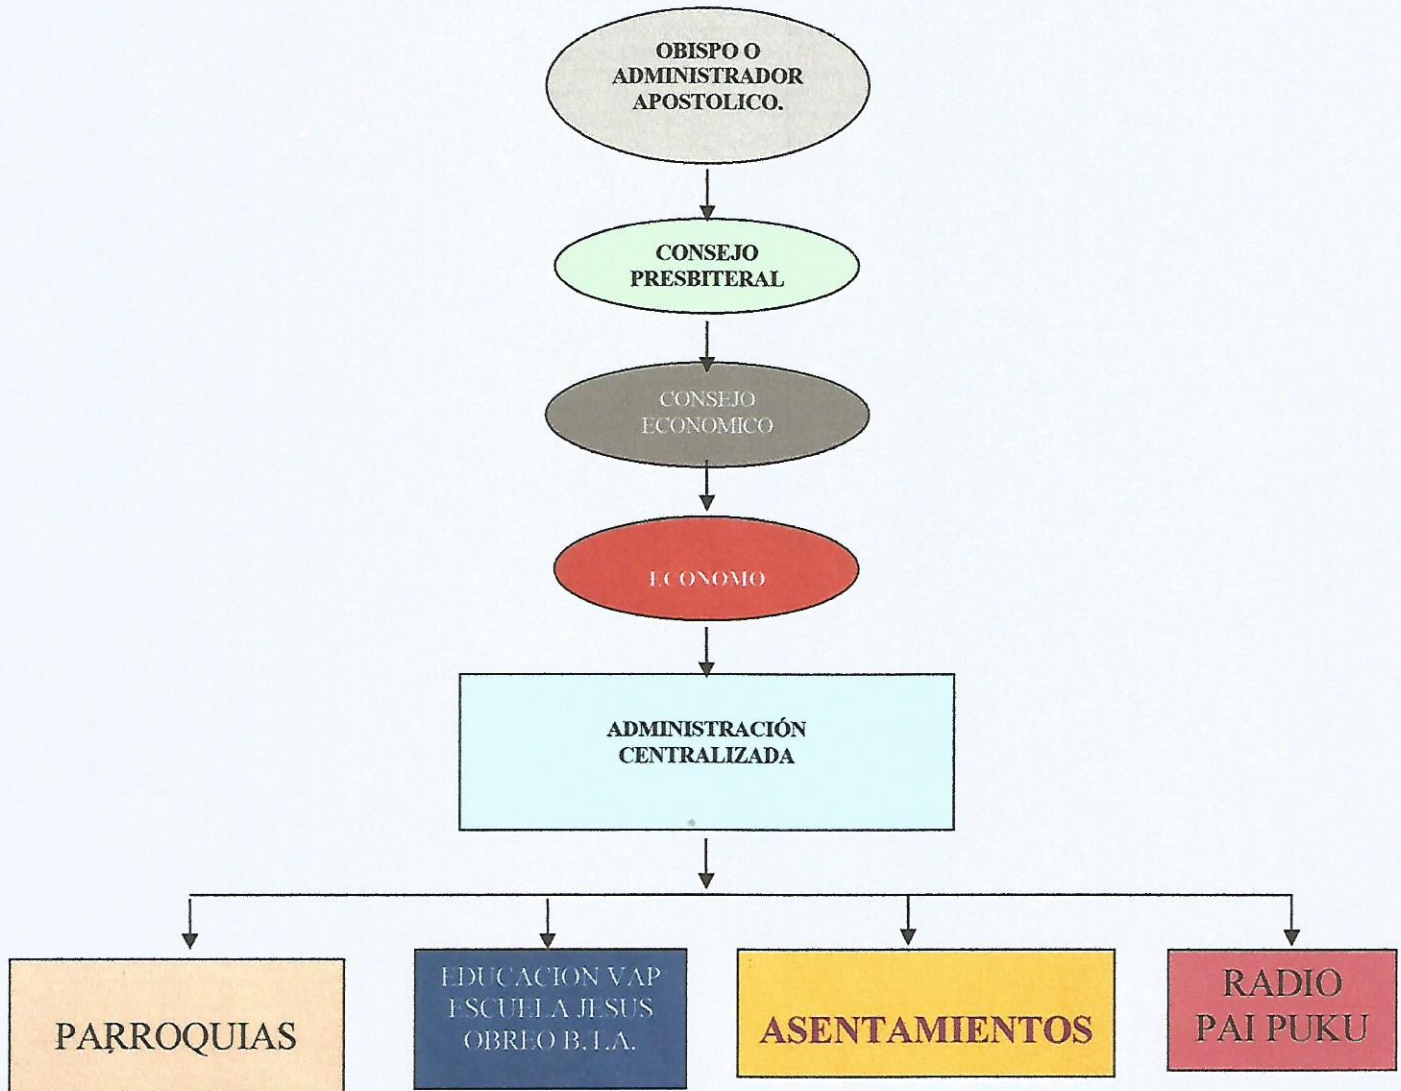 OBISPO O
ADMINISTRADOR
APOSTOLICO.
CONSEJO
PRESBITERAL
CONSEJO
ECONOMICO
ECONOMO
ADMINISTRACIÓN
CENTRALIZADA
PARROQUIAS
EDUCACION VAP
ESCUELA JESUS
OBREO B.T.A.
ASENTAMIENTOS
RADIO
PAI PUKU